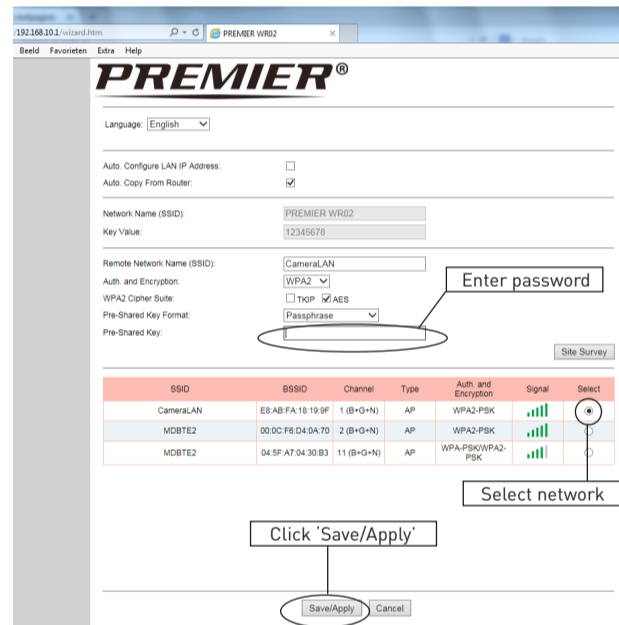 /192.168.10.1/wizard.htm
PREMIER WR02
Beeld Favorieten Extra Help
PREMIER®
Language: English
Auto. Configure LAN IP Address:
Auto. Copy From Router:
Network Name (SSID): PREMIER WR02
Key Value: 12345678
Remote Network Name (SSID): CameraLAN
Auth. and Encryption: WPA2
Enter password
WPA2 Cipher Suite: TKIP AES
Pre-Shared Key Format: Passphrase
Pre-Shared Key:
Site Survey
SSID BSSID Channel Type Auth. and Encryption Signal Select
CameraLAN E8:AB:FA:18:19:9F 1 (B+G+N) AP WPA2-PSK
MDBTE2 00:0C:F6:D4:0A:70 2 (B+G+N) AP WPA2-PSK
MDBTE2 04:5F:A7:04:30:B3 11 (B+G+N) AP WPA-PSK/WPA2-PSK
Select network
Click ‘Save/Apply’
Save/Apply Cancel